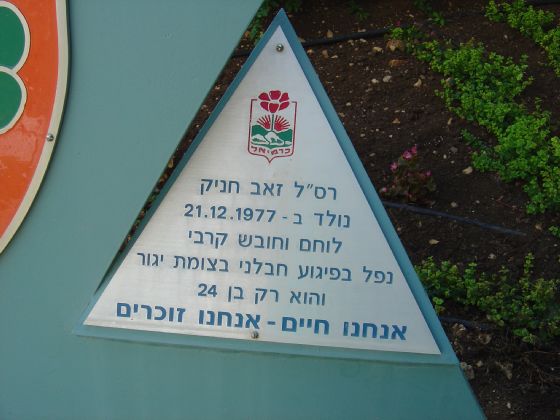 כרמיאל
רס"ל זאב חניק
נולד ב - 21.12.1977
לוחם וחובש קרבי
נפל בפיגוע חבלני בצומת יגור
והוא רק בן 24
אנחנו חיים - אנחנו זוכרים